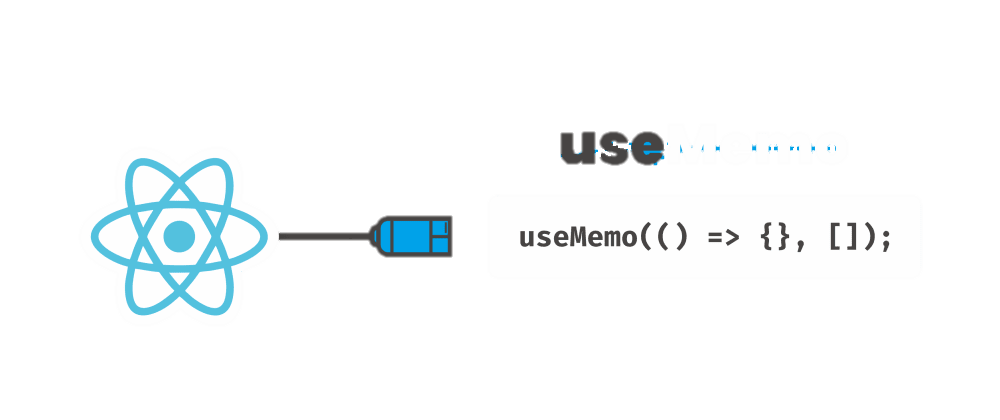 use
useMemo(() => {}, []);